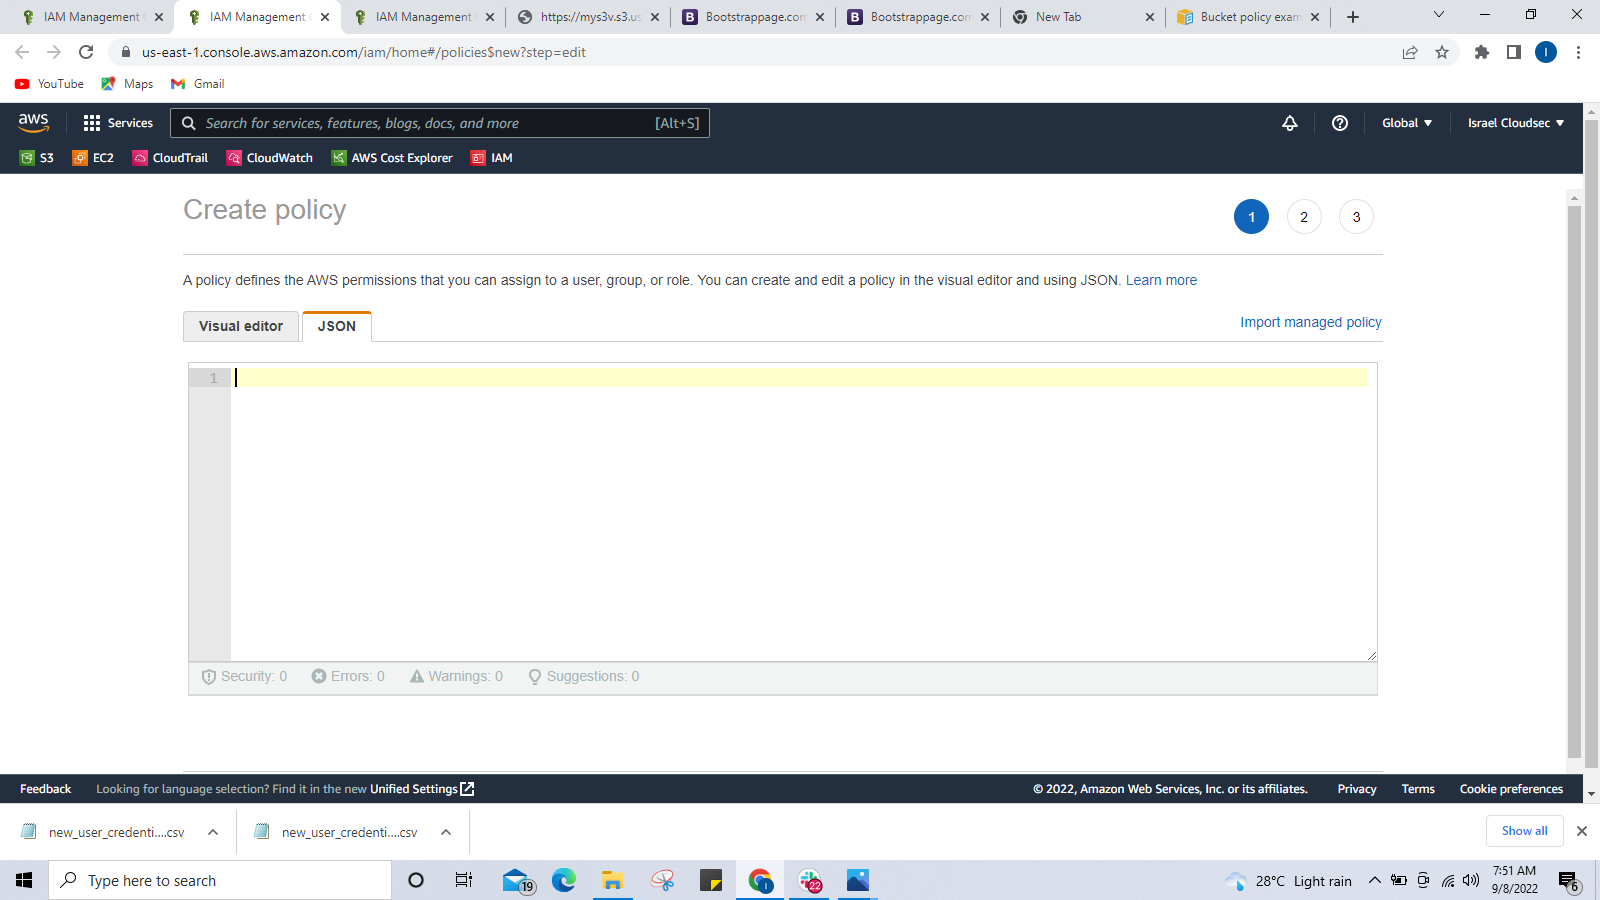 IAM Management
IAM Management
IAM Management
https://mys3v.s3.us
Bootstrappage.com
Bootstrappage.com
New Tab
Bucket policy exam
us-east-1.console.aws.amazon.com/iam/home#/policies$new?step=edit
I
YouTube
Maps
Gmail
aws
Services
Search for services, features, blogs, docs, and more
[Alt+S]
Global
Israel Cloudsec
S3
EC2
CloudTrail
CloudWatch
AWS Cost Explorer
IAM
Create policy
1
2
3
A policy defines the AWS permissions that you can assign to a user, group, or role. You can create and edit a policy in the visual editor and using JSON. Learn more
Visual editor
JSON
Import managed policy
1
Security: 0
Errors: 0
Warnings: 0
Suggestions: 0
Feedback
Looking for language selection? Find it in the new Unified Settings
© 2022, Amazon Web Services, Inc. or its affiliates.
Privacy
Terms
Cookie preferences
new_user_credenti....csv
new_user_credenti....csv
Show all
Type here to search
19
22
28°C Light rain
7:51 AM
9/8/2022
6